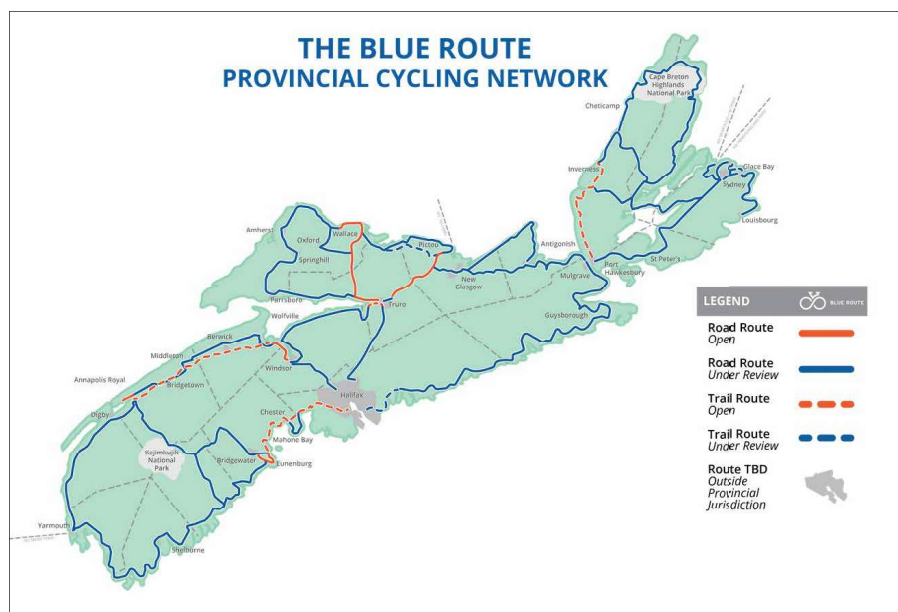 THE BLUE ROUTE
PROVINCIAL CYCLING NETWORK
Cape Breton
Highlands
National Park
Cheticamp
Inverness
Glace Bay
Sydney
Louisbourg
Amherst
Oxford
Wallace
Springhill
Pictou
Antigonish
St Peter's
Port
Hawkesbury
Mulgrave
New
Glasgow
Parrsboro
Truro
Wolfville
Guysborough
Berwick
Middleton
Windsor
Annapolis Royal
Bridgetown
Halifax
Digby
Chester
Mahone Bay
Kejimkujik
National
Park
Bridgewater
Lunenburg
Yarmouth
Shelburne
LEGEND
BLUE ROUTE
Road Route
Open
Road Route
Under Review
Trail Route
Open
Trail Route
Under Review
Route TBD
Outside
Provincial
Jurisdiction